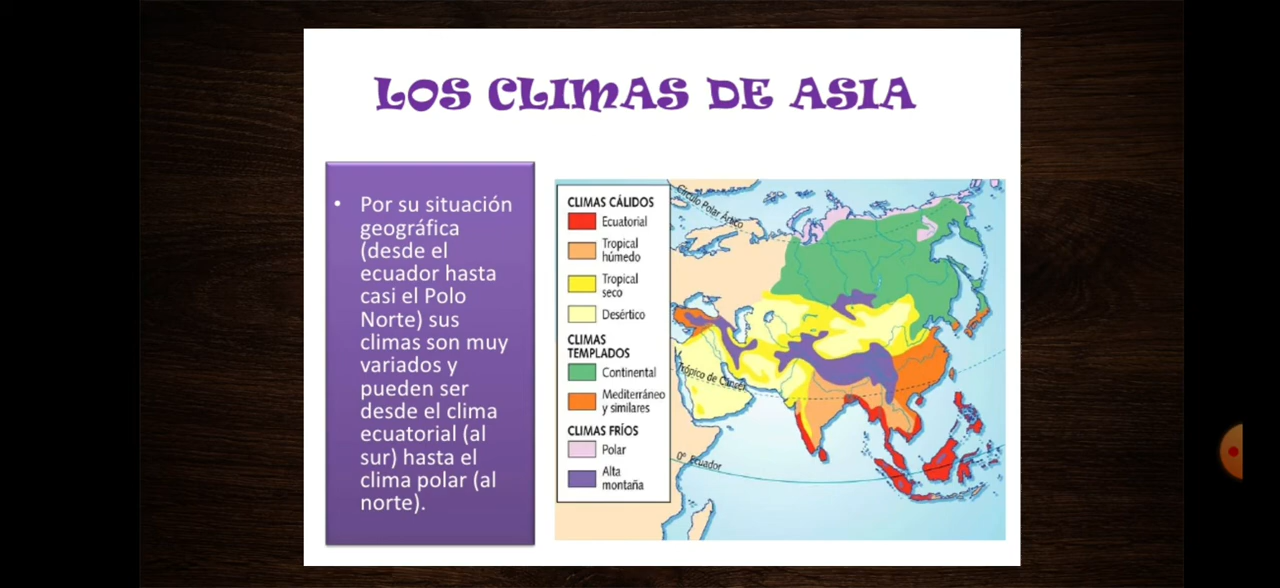 LOS CLIMAS DE ASIA
• Por su situación
geográfica
(desde el
ecuador hasta
casi el Polo
Norte) sus
climas son muy
variados y
pueden ser
desde el clima
ecuatorial (al
sur) hasta el
clima polar (al
norte).
CLIMAS CÁLIDOS
Ecuatorial
Tropical
húmedo
Tropical
seco
Desértico
CLIMAS
TEMPLADOS
Continental
Mediterráneo
y similares
CLIMAS FRÍOS
Polar
Alta
montaña
Círculo Polar Ártico
Trópico de Cáncer
0° Ecuador